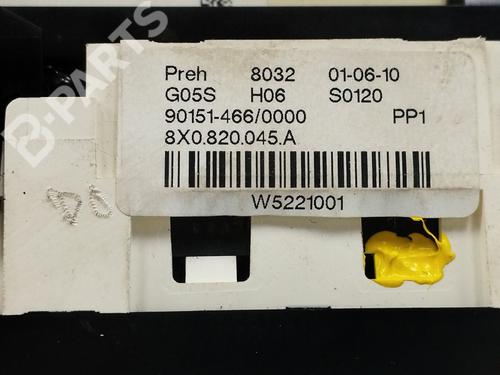 Preh 8032 01-06-10
G05S H06 S0120
90151-466/0000 PP1
8X0.820.045.A
W5221001
B-PARTS